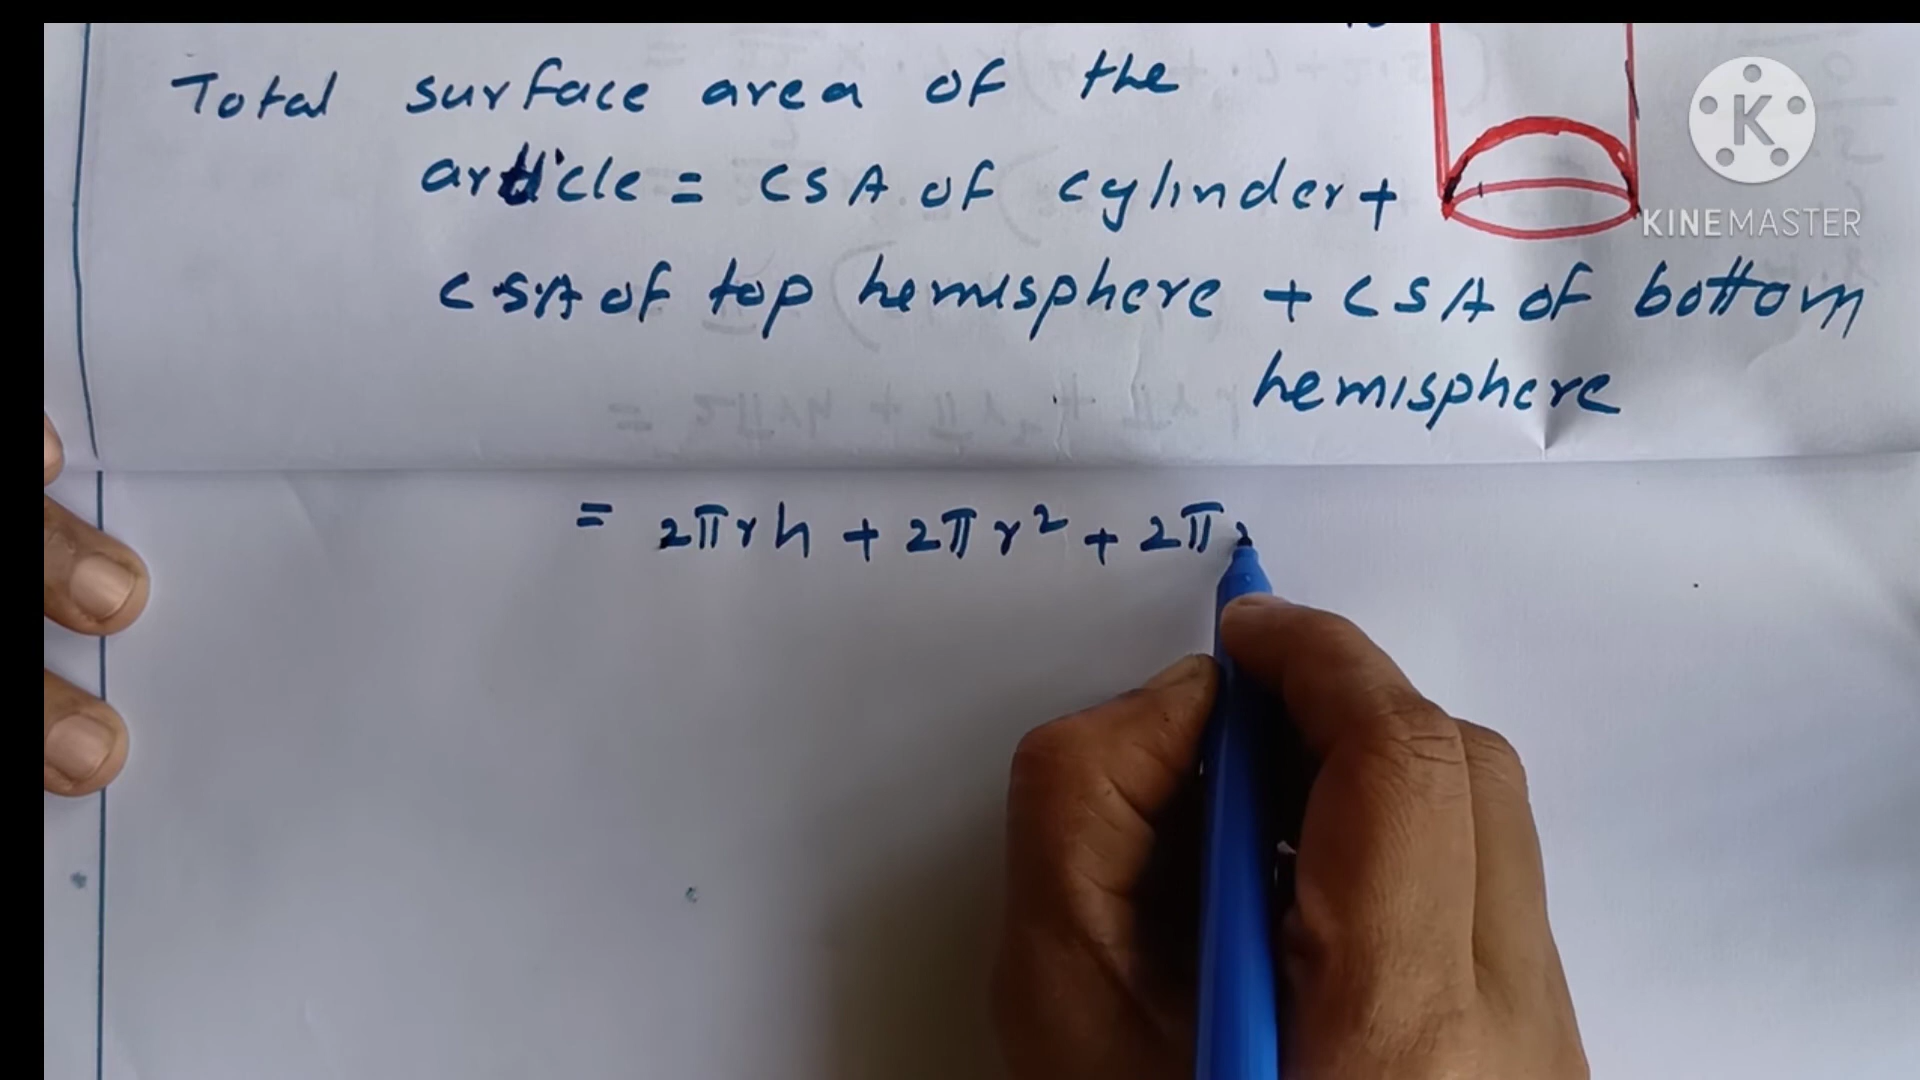 Total surface area of the
article = CSA of cylinder +
K
KINEMASTER
CSA of top hemisphere + CSA of bottom
hemisphere
= 2πrh + 2πr² + 2π